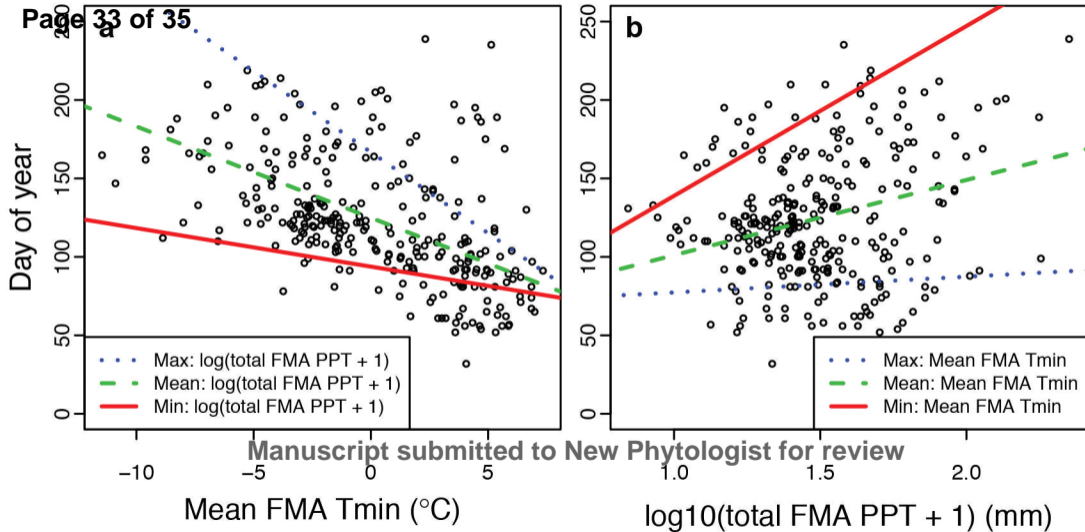 Page 33 of 35
a
b
Day of year
0
50
100
150
200
250
0
50
100
150
200
250
Max: log(total FMA PPT + 1)
Mean: log(total FMA PPT + 1)
Min: log(total FMA PPT + 1)
Max: Mean FMA Tmin
Mean: Mean FMA Tmin
Min: Mean FMA Tmin
Manuscript submitted to New Phytologist for review
−10 −5 0 5
1.0 1.5 2.0
Mean FMA Tmin (°C)
log10(total FMA PPT + 1) (mm)